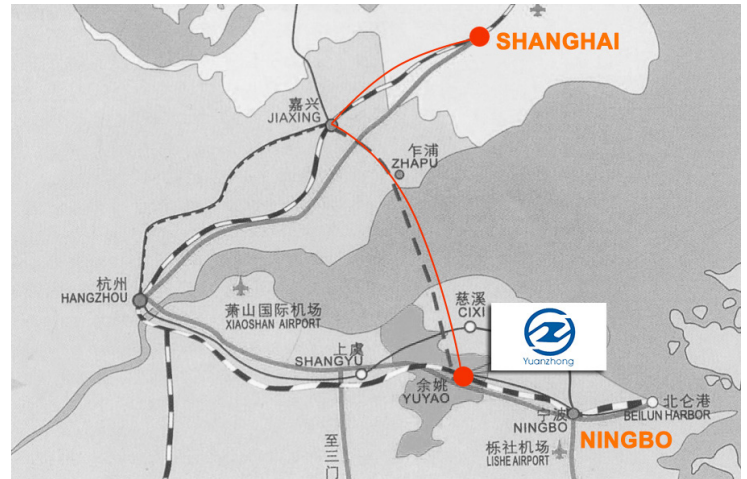 SHANGHAI
嘉兴
JIAXING
乍浦
ZHAPU
杭州
HANGZHOU
萧山国际机场
XIAOSHAN AIRPORT
慈溪
CIXI
Yuanzhong
上虞
SHANGYU
余姚
YUYAO
宁波
NINGBO
北仑港
BEILUN HARBOR
NINGBO
至三门
栎社机场
LISHE AIRPORT